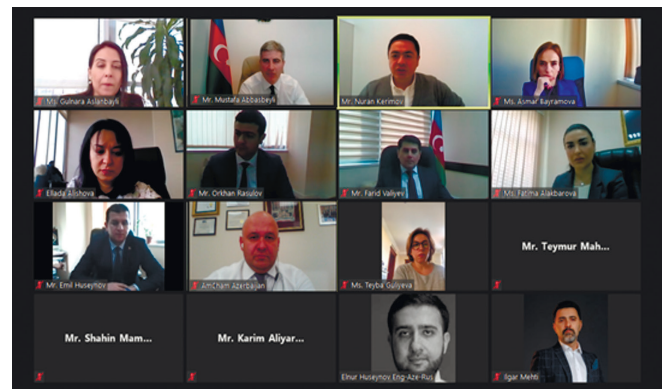 Ms. Gulnara Aslanbayli
Mr. Mustafa Abbasbeyli
Mr. Nuran Kerimov
Ms. Asmar Bayramova
Ellada Alishova
Mr. Orkhan Rasulov
Mr. Farid Valiyev
Ms. Fatima Alakbarova
Mr. Emil Huseynov
AmCham Azerbaijan
Ms. Teyba Guliyeva
Mr. Teymur Mah...
Mr. Shahin Mam...
Mr. Karim Aliyar...
Elnur Huseynov Eng-Aze-Rus
Ilgar Mehti